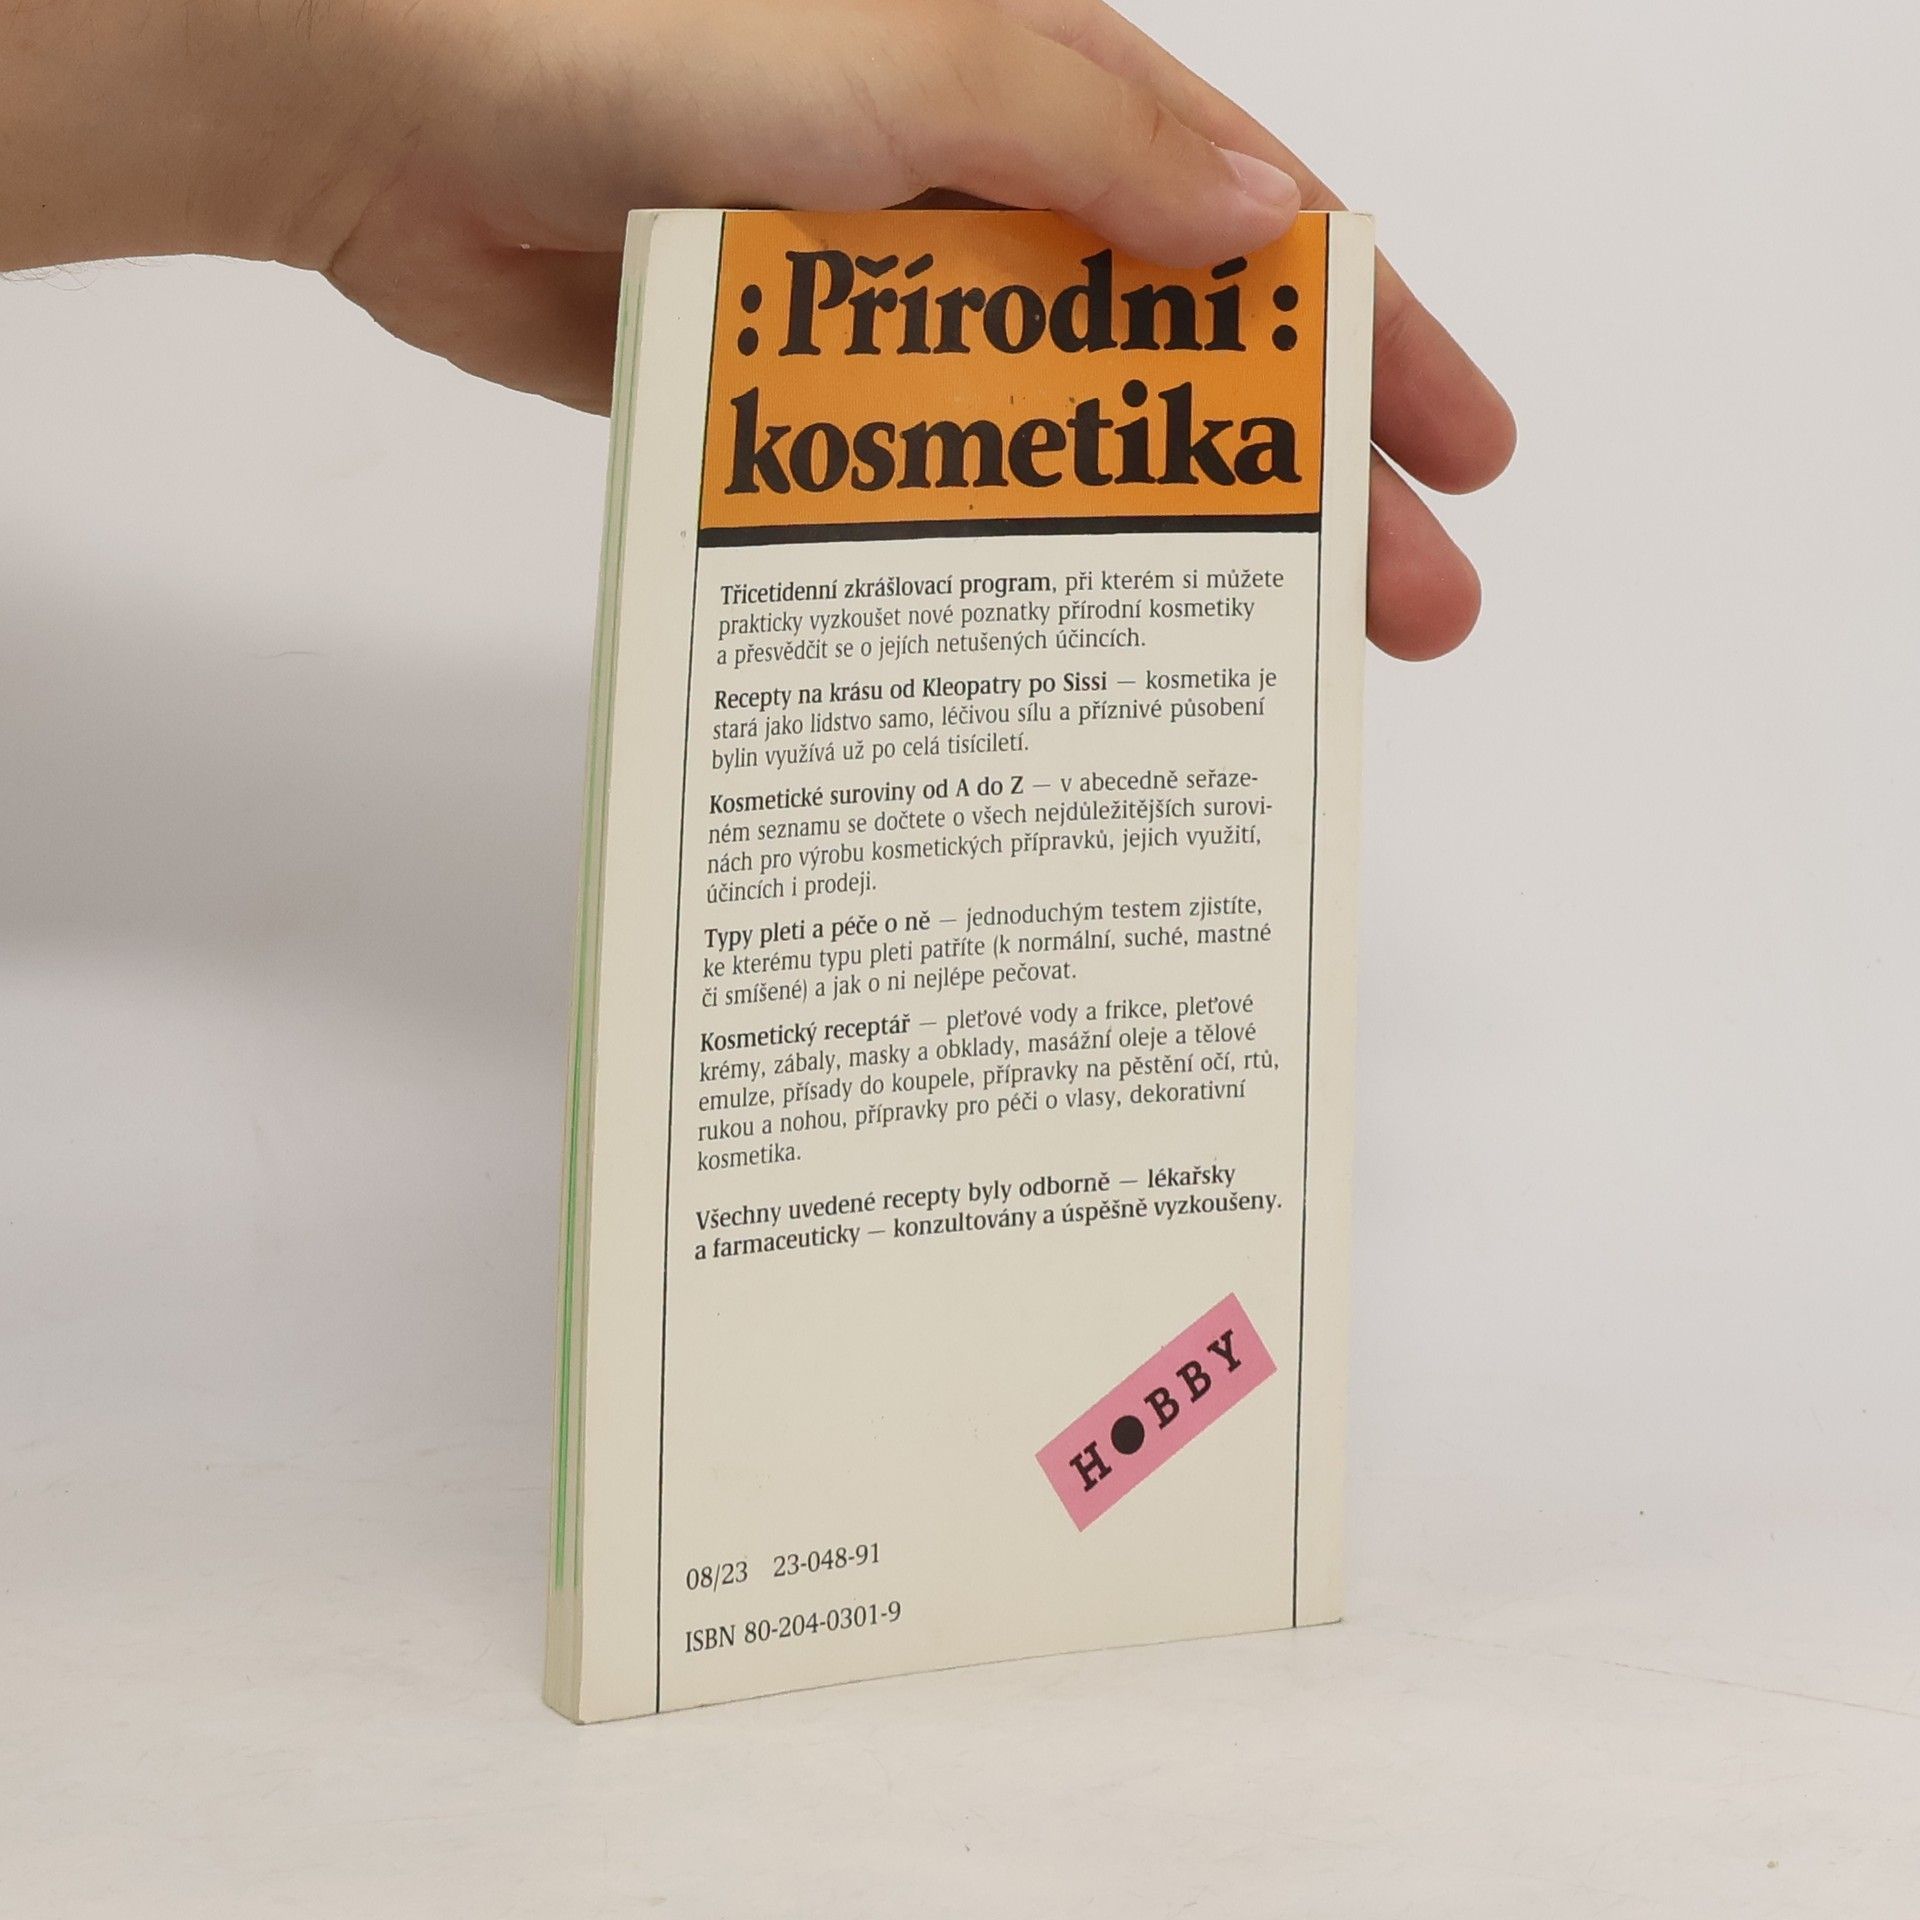 :Přírodní:
kosmetika
Třicetidenní zkrášlovací program, při kterém si můžete
prakticky vyzkoušet nové poznatky přírodní kosmetiky
a přesvědčit se o jejích netušených účincích.
Recepty na krásu od Kleopatry po Sissi — kosmetika je
stará jako lidstvo samo, léčivou sílu a příznivé působení
bylin využívá už po celá tisíciletí.
Kosmetické suroviny od A do Z — v abecedně seřaze-
ném seznamu se dočtete o všech nejdůležitějších surovi-
nách pro výrobu kosmetických přípravků, jejich využití,
účincích i prodeji.
Typy pleti a péče o ně — jednoduchým testem zjistíte,
ke kterému typu pleti patříte (k normální, suché, mastné
či smíšené) a jak o ni nejlépe pečovat.
Kosmetický receptář — pleťové vody a frikce, pleťové
krémy, zábaly, masky a obklady, masážní oleje a tělové
emulze, přísady do koupele, přípravky na pěstění očí, rtů,
rukou a nohou, přípravky pro péči o vlasy, dekorativní
kosmetika.
Všechny uvedené recepty byly odborně — lékařsky
a farmaceuticky — konzultovány a úspěšně vyzkoušeny.
H●BBY
08/23 23-048-91
ISBN 80-204-0301-9